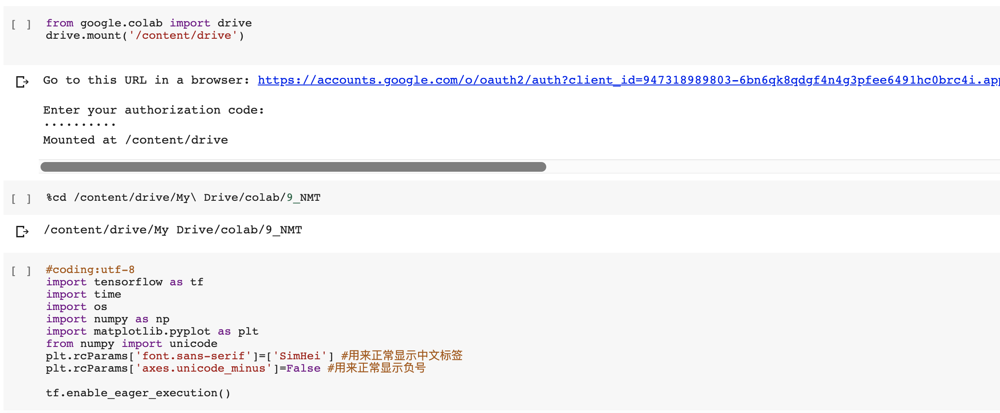 [ ] from google.colab import drive
drive.mount('/content/drive')
Go to this URL in a browser: https://accounts.google.com/o/oauth2/auth?client_id=947318989803-6bn6qk8qdgf4n4g3pfee6491hc0brc4i.app
Enter your authorization code:
··········
Mounted at /content/drive
[ ] %cd /content/drive/My\ Drive/colab/9_NMT
/content/drive/My Drive/colab/9_NMT
[ ] #coding:utf-8
import tensorflow as tf
import time
import os
import numpy as np
import matplotlib.pyplot as plt
from numpy import unicode
plt.rcParams['font.sans-serif']=['SimHei'] #用来正常显示中文标签
plt.rcParams['axes.unicode_minus']=False #用来正常显示负号
tf.enable_eager_execution()